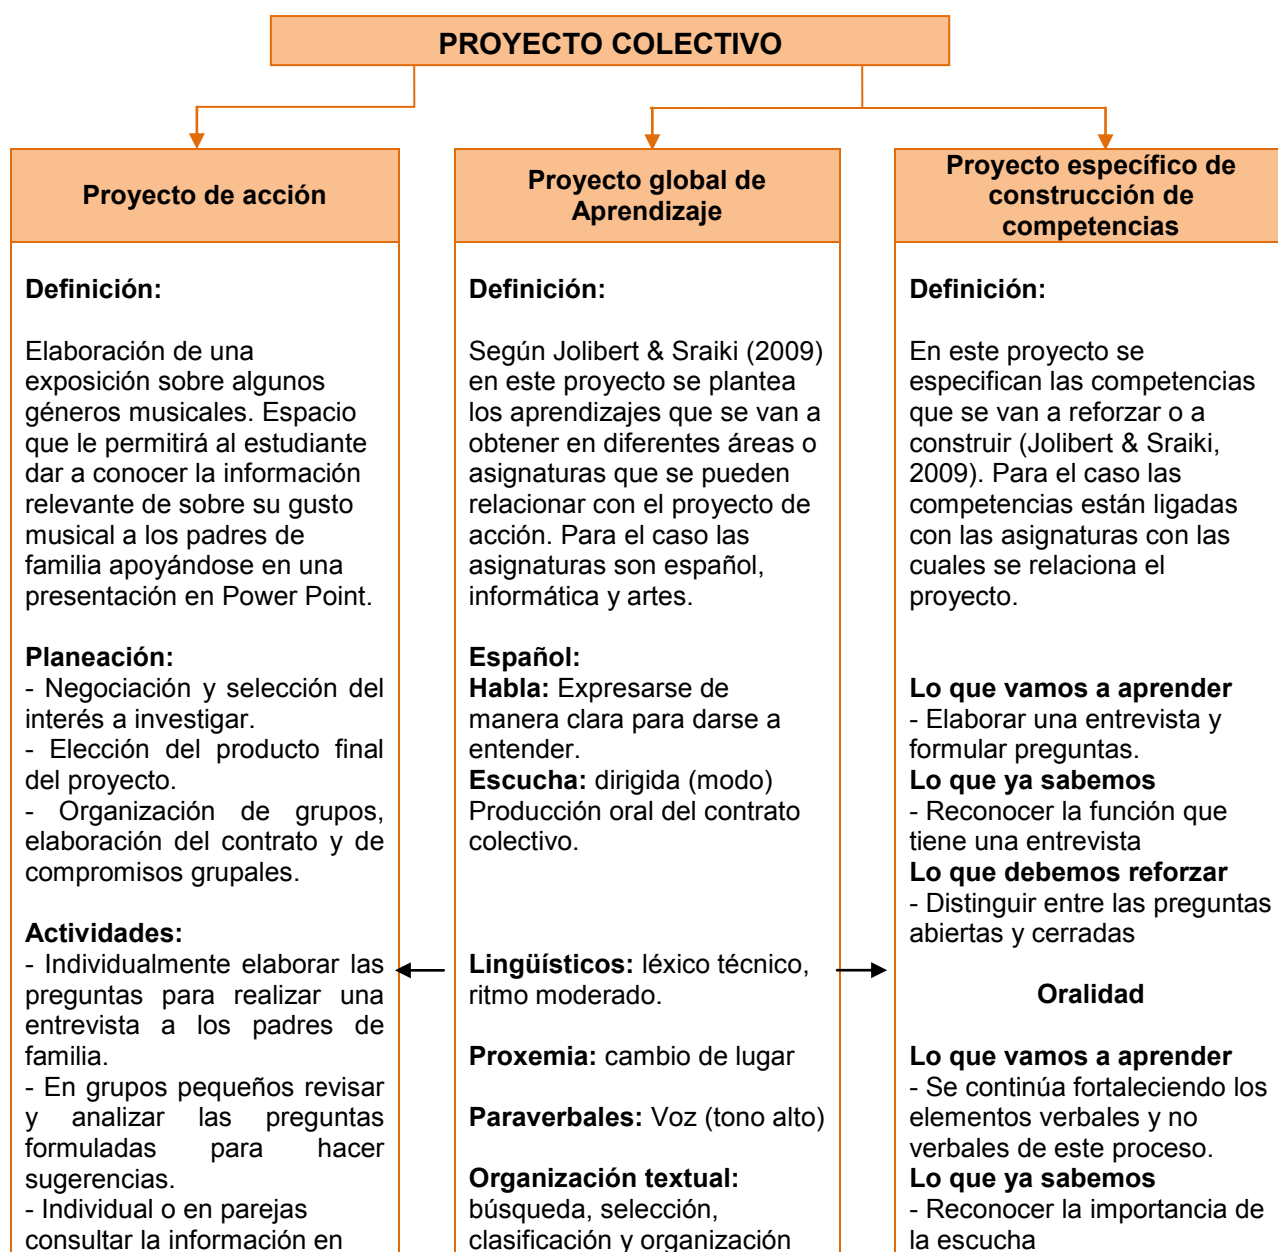 PROYECTO COLECTIVO
Proyecto de acción
Definición:
Elaboración de una
exposición sobre algunos
géneros musicales. Espacio
que le permitirá al estudiante
dar a conocer la información
relevante de sobre su gusto
musical a los padres de
familia apoyándose en una
presentación en Power Point.
Planeación:
- Negociación y selección del
interés a investigar.
- Elección del producto final
del proyecto.
- Organización de grupos,
elaboración del contrato y de
compromisos grupales.
Actividades:
- Individualmente elaborar las
preguntas para realizar una
entrevista a los padres de
familia.
- En grupos pequeños revisar
y analizar las preguntas
formuladas para hacer
sugerencias.
- Individual o en parejas
consultar la información en
Proyecto global de
Aprendizaje
Definición:
Según Jolibert & Sraiki (2009)
en este proyecto se plantea
los aprendizajes que se van a
obtener en diferentes áreas o
asignaturas que se pueden
relacionar con el proyecto de
acción. Para el caso las
asignaturas son español,
informática y artes.
Español:
Habla: Expresarse de
manera clara para darse a
entender.
Escucha: dirigida (modo)
Producción oral del contrato
colectivo.
Lingüísticos: léxico técnico,
ritmo moderado.
Proxemia: cambio de lugar
Paraverbales: Voz (tono alto)
Organización textual:
búsqueda, selección,
clasificación y organización
Proyecto específico de
construcción de
competencias
Definición:
En este proyecto se
especifican las competencias
que se van a reforzar o a
construir (Jolibert & Sraiki,
2009). Para el caso las
competencias están ligadas
con las asignaturas con las
cuales se relaciona el
proyecto.
Lo que vamos a aprender
- Elaborar una entrevista y
formular preguntas.
Lo que ya sabemos
- Reconocer la función que
tiene una entrevista
Lo que debemos reforzar
- Distinguir entre las preguntas
abiertas y cerradas
Oralidad
Lo que vamos a aprender
- Se continúa fortaleciendo los
elementos verbales y no
verbales de este proceso.
Lo que ya sabemos
- Reconocer la importancia de
la escucha